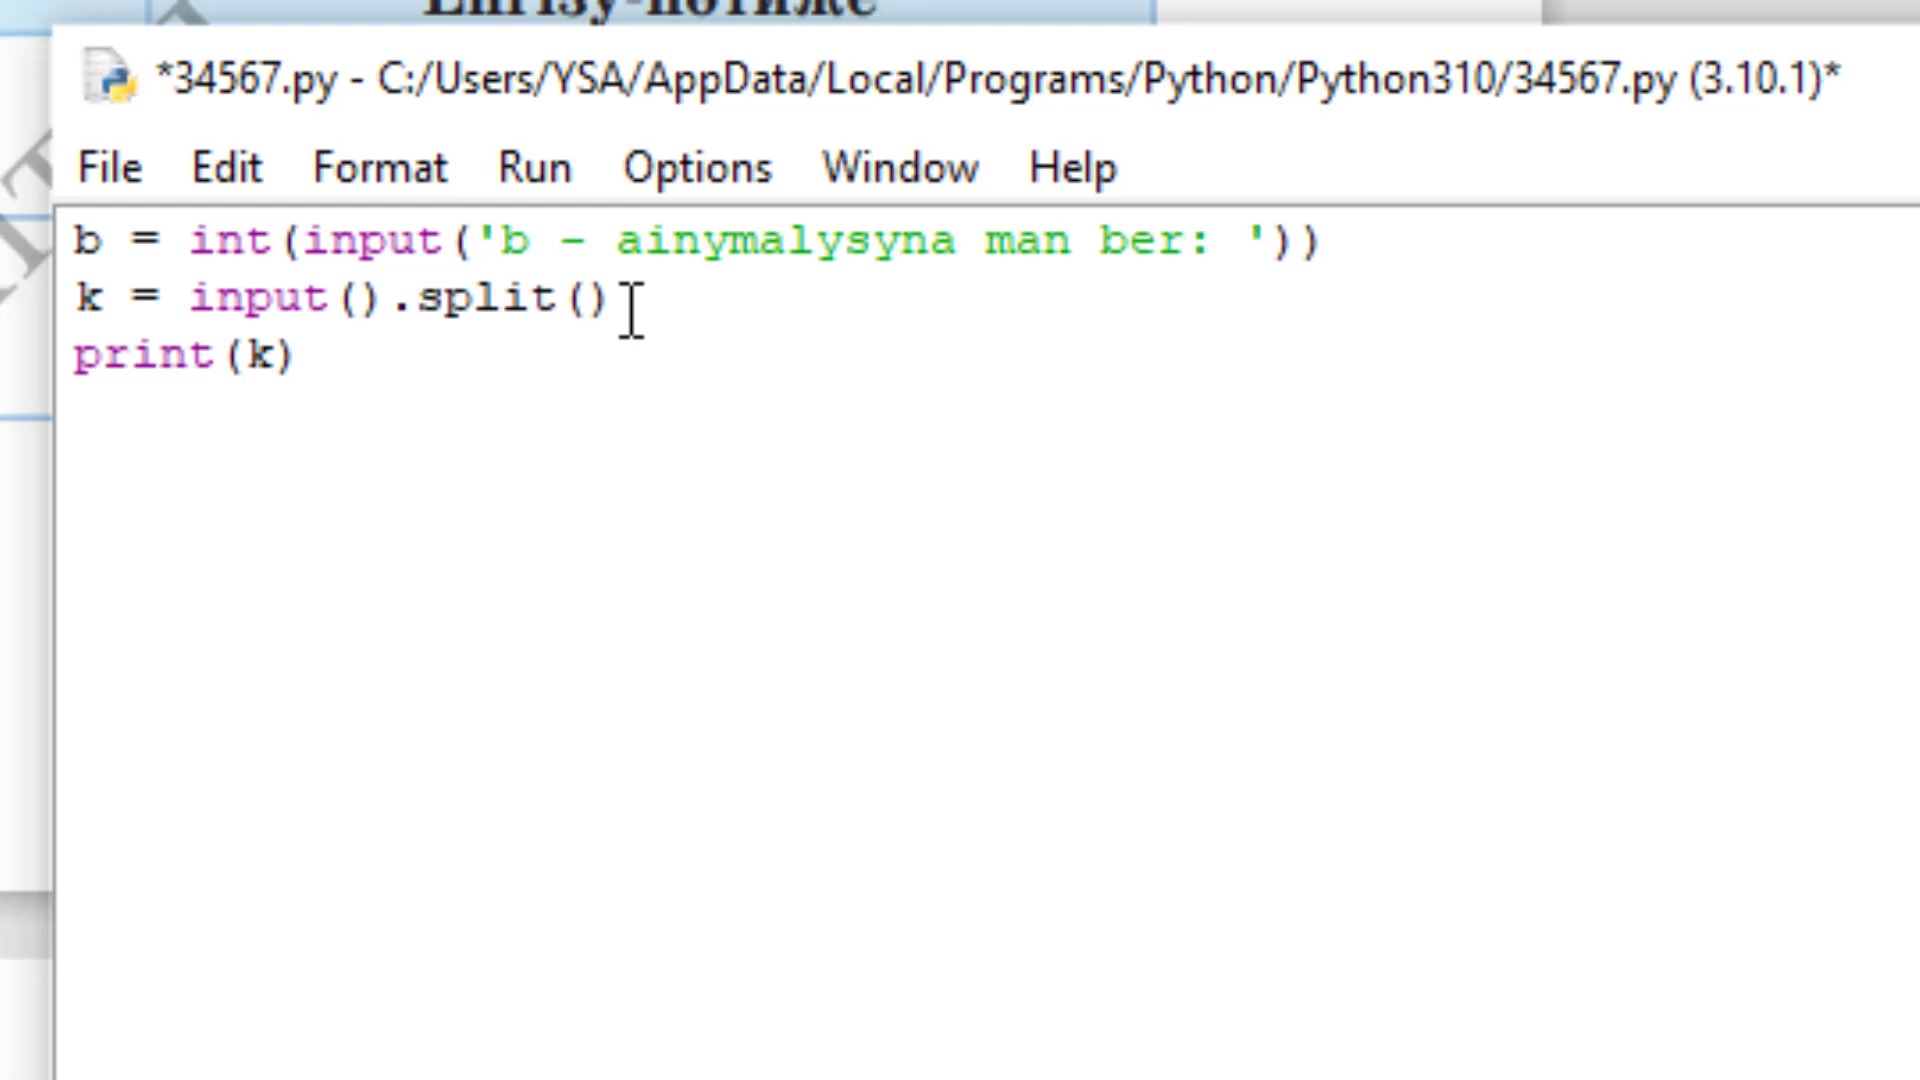 *34567.py - C:/Users/YSA/AppData/Local/Programs/Python/Python310/34567.py (3.10.1)*
File Edit Format Run Options Window Help
b = int(input('b - ainymalysyna man ber: '))
k = input().split()
print(k)